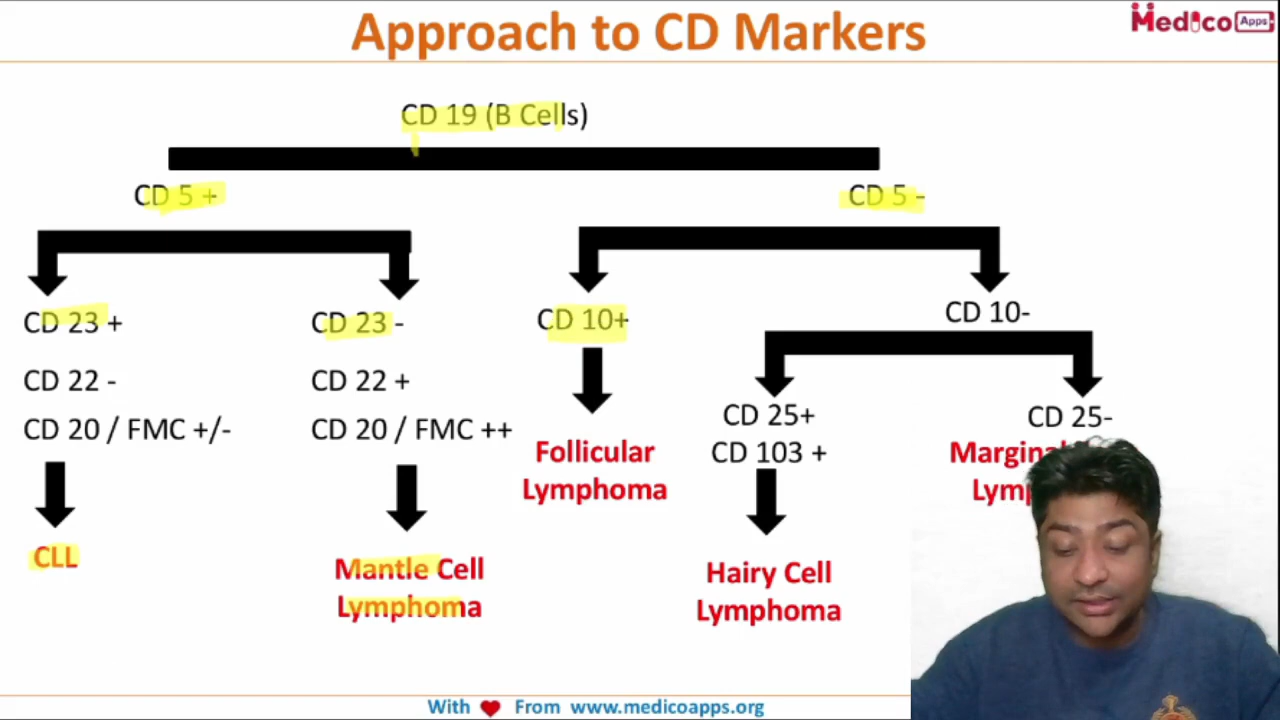 Approach to CD Markers
Medico Apps
CD 19 (B Cells)
CD 5 +
CD 5 -
CD 23 +
CD 22 -
CD 20 / FMC +/-
CLL
CD 23 -
CD 22 +
CD 20 / FMC ++
Mantle Cell
Lymphoma
CD 10+
Follicular
Lymphoma
CD 10-
CD 25+
CD 103 +
Hairy Cell
Lymphoma
CD 25-
With From www.medicoapps.org